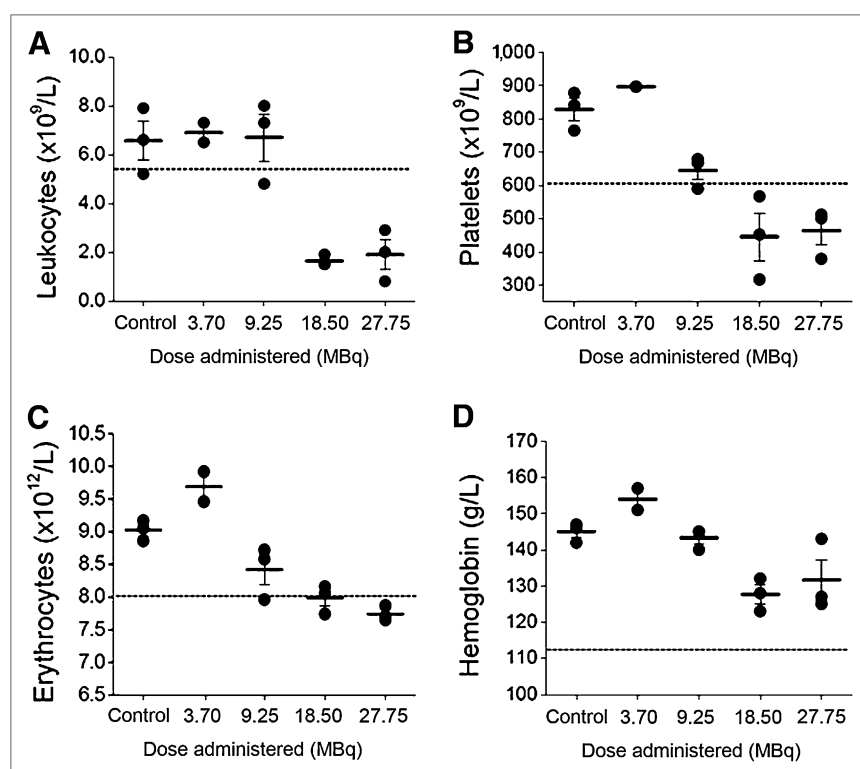 A
Leukocytes (x10⁹/L)
10.0
8.0
6.0
4.0
2.0
0.0
Control 3.70 9.25 18.50 27.75
Dose administered (MBq)
B
Platelets (x10⁹/L)
1,000
900
800
700
600
500
400
300
Control 3.70 9.25 18.50 27.75
Dose administered (MBq)
C
Erythrocytes (x10¹²/L)
10.5
10.0
9.5
9.0
8.5
8.0
7.5
7.0
6.5
Control 3.70 9.25 18.50 27.75
Dose administered (MBq)
D
Hemoglobin (g/L)
170
160
150
140
130
120
110
100
Control 3.70 9.25 18.50 27.75
Dose administered (MBq)